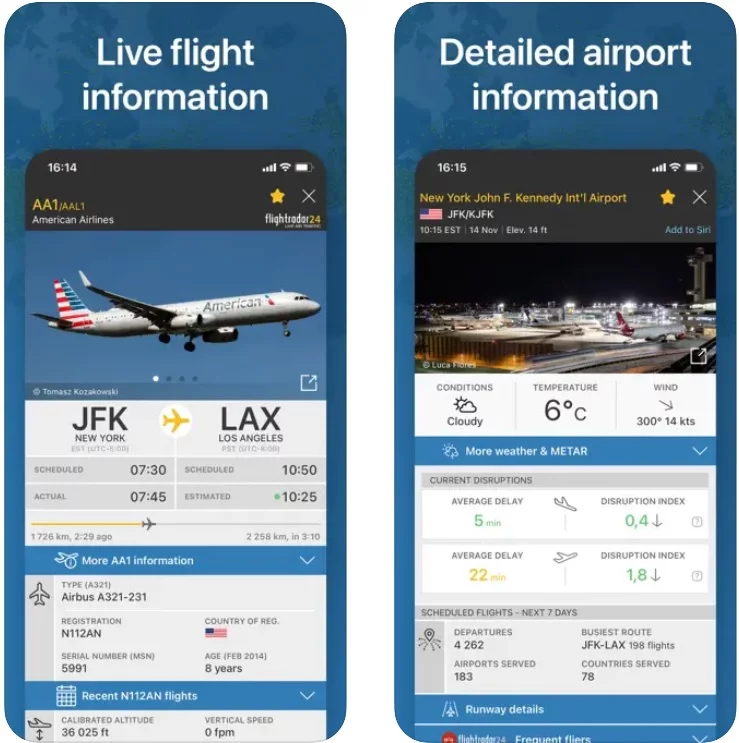 Live flight
information
16:14
AA1/AAL1
American Airlines
flightradar24
LIVE AIR TRAFFIC
American
© Tomasz Kozakowski
JFK
NEW YORK
EST (UTC-5:00)
LAX
LOS ANGELES
PST (UTC-8:00)
SCHEDULED 07:30 SCHEDULED 10:50
ACTUAL 07:45 ESTIMATED 10:25
1 726 km, 2:29 ago 2 258 km, in 3:10
More AA1 information
TYPE (A321)
Airbus A321-231
REGISTRATION COUNTRY OF REG.
N112AN
SERIAL NUMBER (MSN) AGE (FEB 2014)
5991 8 years
Recent N112AN flights
CALIBRATED ALTITUDE VERTICAL SPEED
36 025 ft 0 fpm
Detailed airport
information
16:15
New York John F. Kennedy Int'l Airport
JFK/KJFK
10:15 EST | 14 Nov | Elev. 14 ft Add to Siri
© Luca Flores
CONDITIONS TEMPERATURE WIND
Cloudy 6°C 300° 14 kts
More weather & METAR
CURRENT DISRUPTIONS
AVERAGE DELAY DISRUPTION INDEX
5 min 0,4 ↓ ?
AVERAGE DELAY DISRUPTION INDEX
22 min 1,8 ↓ ?
SCHEDULED FLIGHTS - NEXT 7 DAYS
DEPARTURES BUSIEST ROUTE
4 262 JFK-LAX 198 flights
AIRPORTS SERVED COUNTRIES SERVED
183 78
Runway details
flightradar24 Frequent fliers